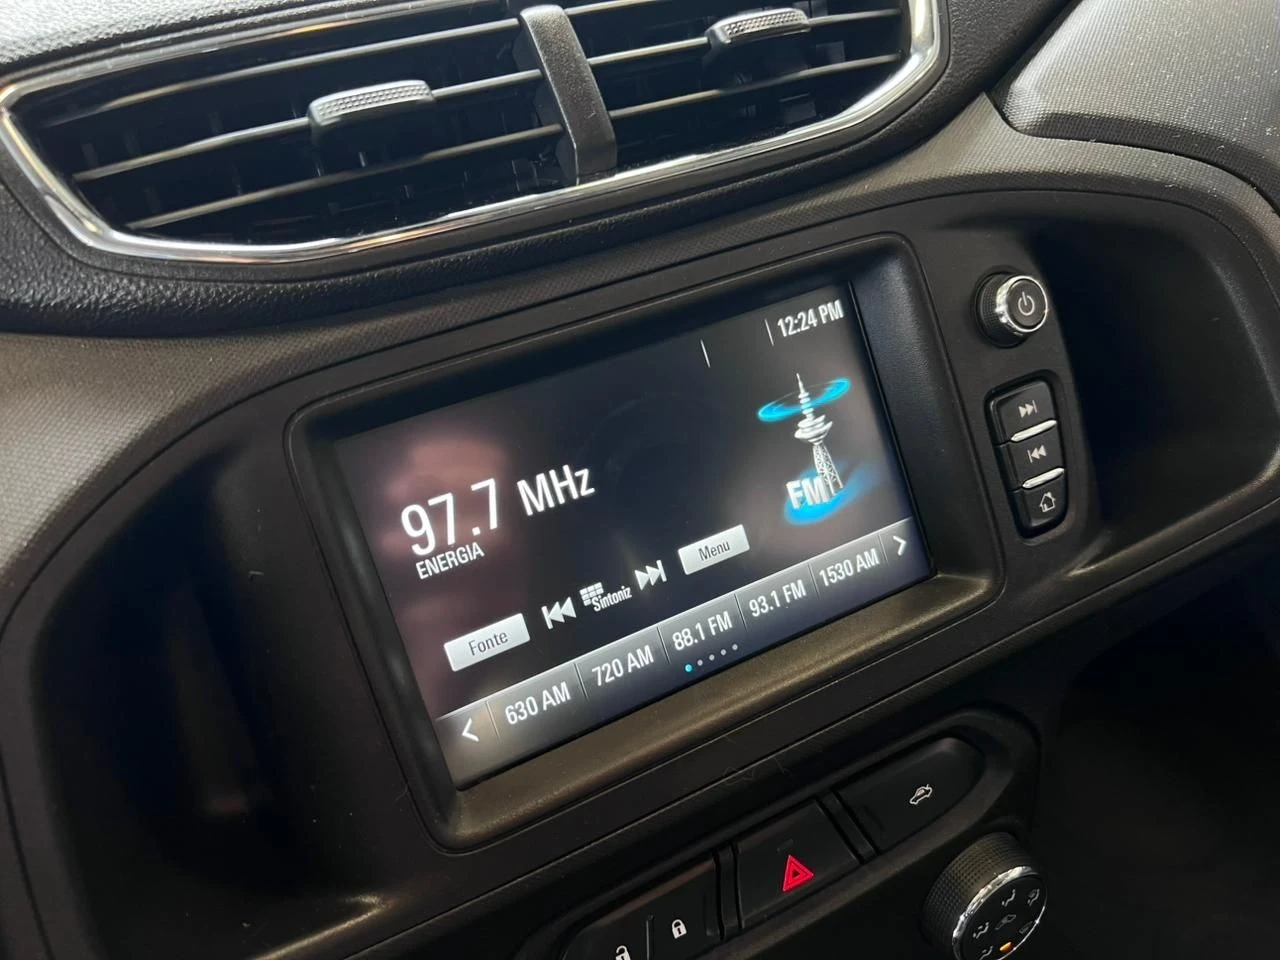 12:24 PM
97.7 MHz
ENERGIA
FM
Fonte
Sintoniz
Menu
630 AM
720 AM
88.1 FM
93.1 FM
1530 AM